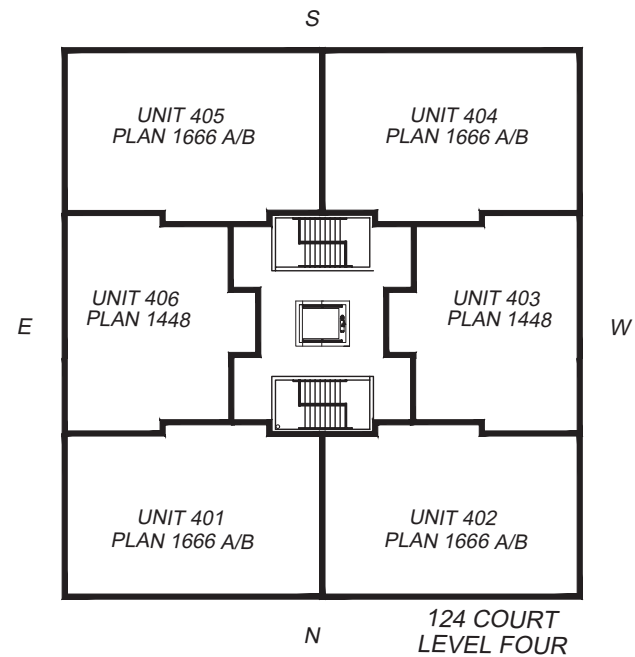 S
UNIT 405
PLAN 1666 A/B
UNIT 404
PLAN 1666 A/B
UNIT 406
PLAN 1448
UNIT 403
PLAN 1448
E
W
UNIT 401
PLAN 1666 A/B
UNIT 402
PLAN 1666 A/B
N
124 COURT
LEVEL FOUR